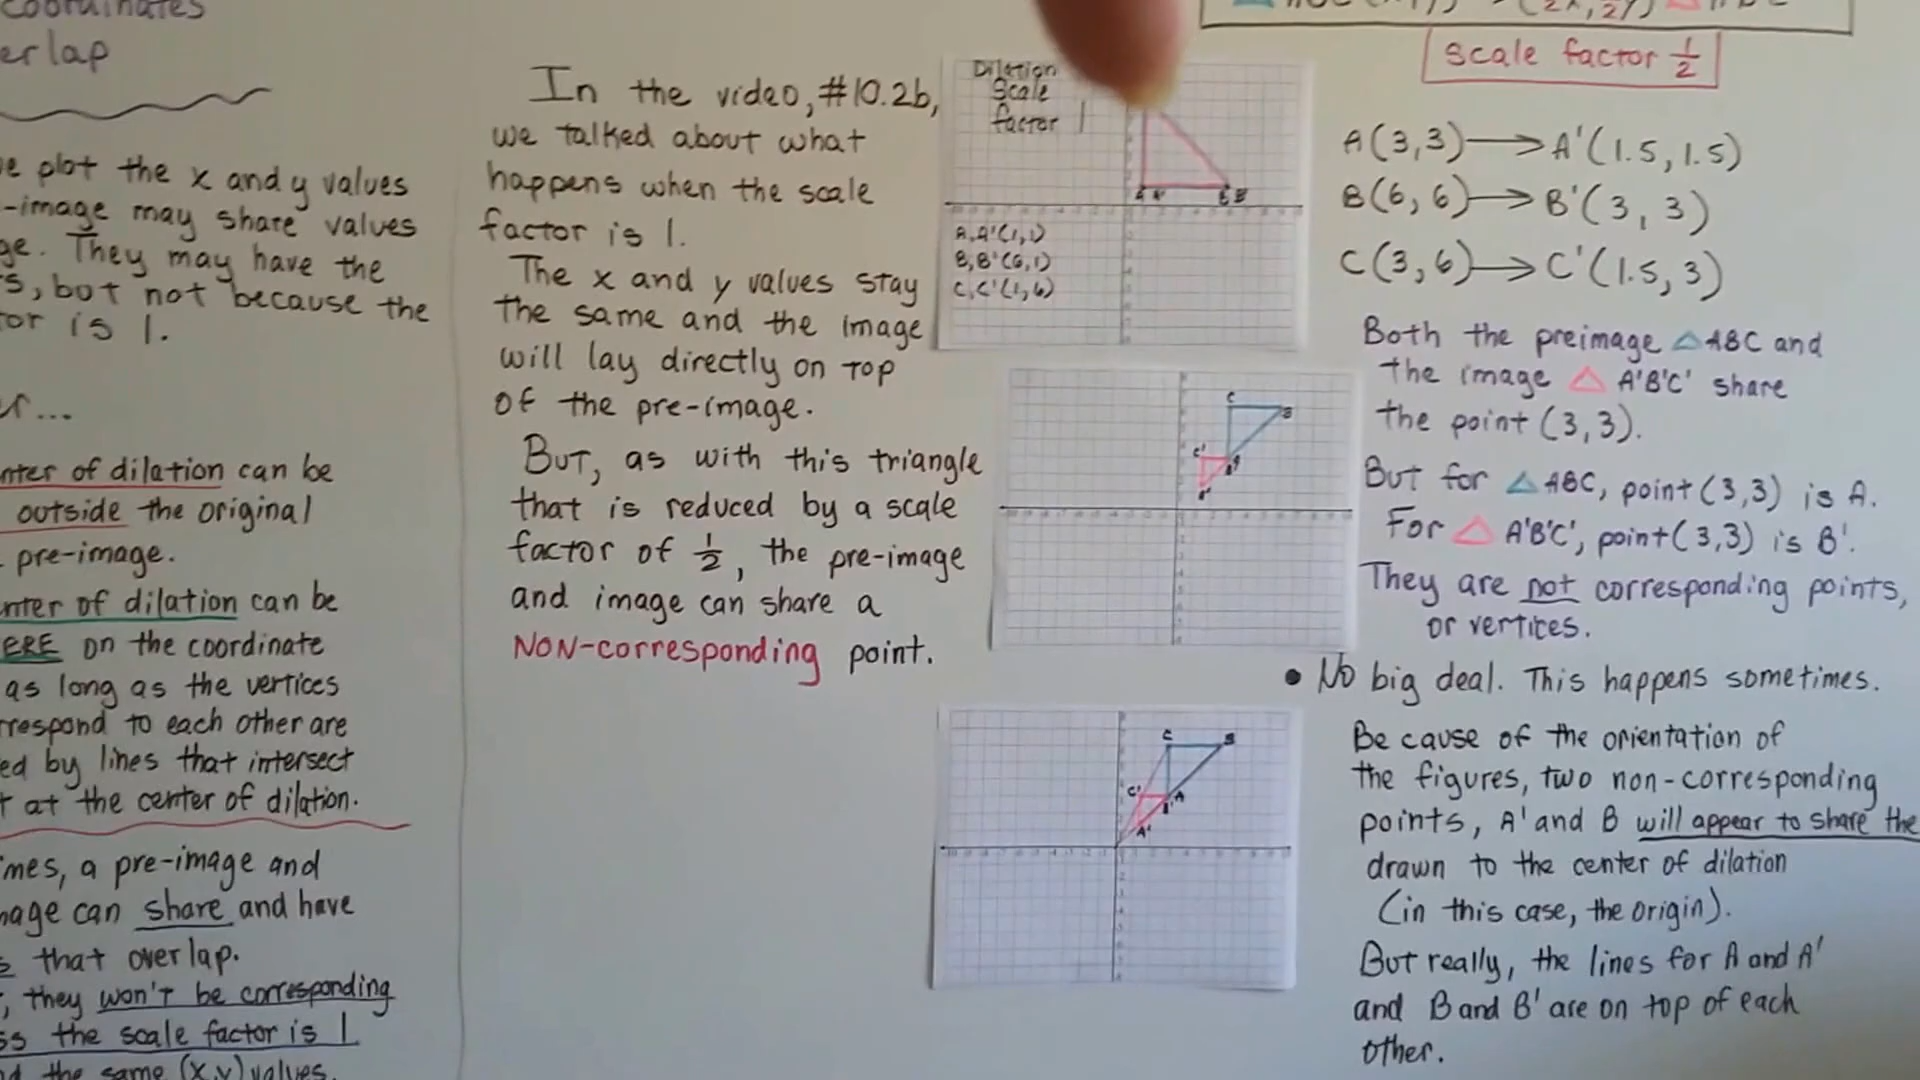 coordinates
erlap
e plot the x and y values
-image may share values
ge. They may have the
s, but not because the
or is 1.
er...
nter of dilation can be
outside the original
pre-image.
nter of dilation can be
ERE on the coordinate
as long as the vertices
rrespond to each other are
ed by lines that intersect
t at the center of dilation.
mes, a pre-image and
mage can share and have
s that overlap.
, they won't be corresponding
ss the scale factor is 1
the same (x,y) values.
In the video, #10.2b,
we talked about what
happens when the scale
factor is 1.
The x and y values stay
the same and the image
will lay directly on top
of the pre-image.
But, as with this triangle
that is reduced by a scale
factor of 1/2, the pre-image
and image can share a
NON-corresponding point.
Dilation
Scale
factor 1
A A' B B'
A, A'(1,1)
B, B'(6,1)
C, C'(1,6)
C B
C' A
B'
A'
C B
C' A
B'
A'
scale factor 1/2
A(3,3)→A'(1.5, 1.5)
B(6,6)→B'(3, 3)
C(3,6)→C'(1.5, 3)
Both the preimage △ABC and
the image △ A'B'C' share
the point (3,3).
But for △ABC, point (3,3) is A.
For △ A'B'C', point (3,3) is B'.
They are not corresponding points,
or vertices.
• No big deal. This happens sometimes.
Because of the orientation of
the figures, two non-corresponding
points, A' and B will appear to share the
drawn to the center of dilation
(in this case, the origin).
But really, the lines for A and A'
and B and B' are on top of each
other.